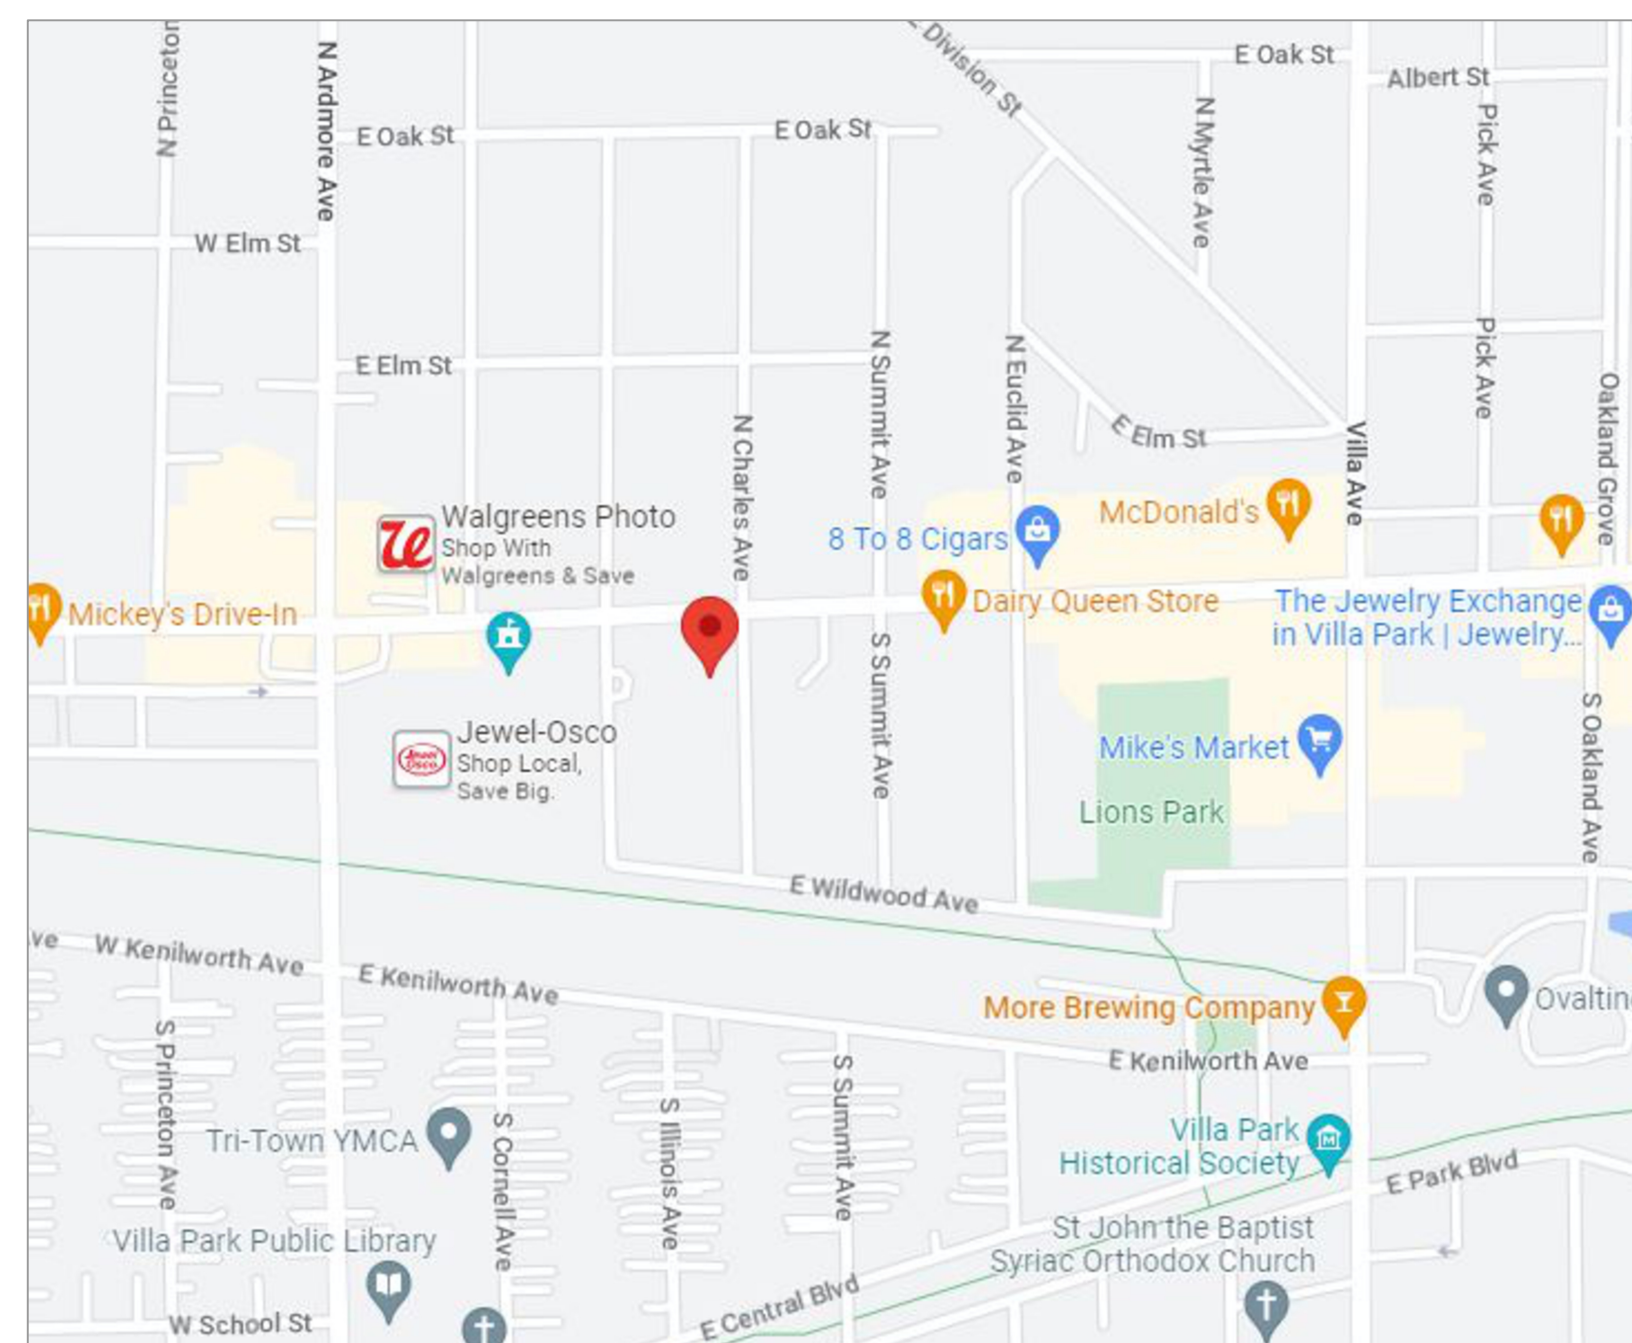 N Princeton
N Ardmore Ave
E Division St
E Oak St
Albert St
Pick Ave
N Myrtle Ave
E Oak St
E Oak St
W Elm St
E Elm St
N Summit Ave
N Euclid Ave
Pick Ave
Oakland Grove
E Elm St
Villa Ave
N Charles Ave
Walgreens Photo
Shop With
Walgreens & Save
8 To 8 Cigars
McDonald's
Mickey's Drive-In
Dairy Queen Store
The Jewelry Exchange
in Villa Park | Jewelry...
S Summit Ave
Jewel-Osco
Shop Local,
Save Big.
Jewel
Osco
Mike's Market
S Oakland Ave
Lions Park
E Wildwood Ave
ve
W Kenilworth Ave
E Kenilworth Ave
More Brewing Company
Ovaltin
E Kenilworth Ave
S Princeton Ave
Tri-Town YMCA
S Cornell Ave
S Illinois Ave
S Summit Ave
Villa Park
Historical Society
E Park Blvd
Villa Park Public Library
St John the Baptist
Syriac Orthodox Church
W School St
E Central Blvd